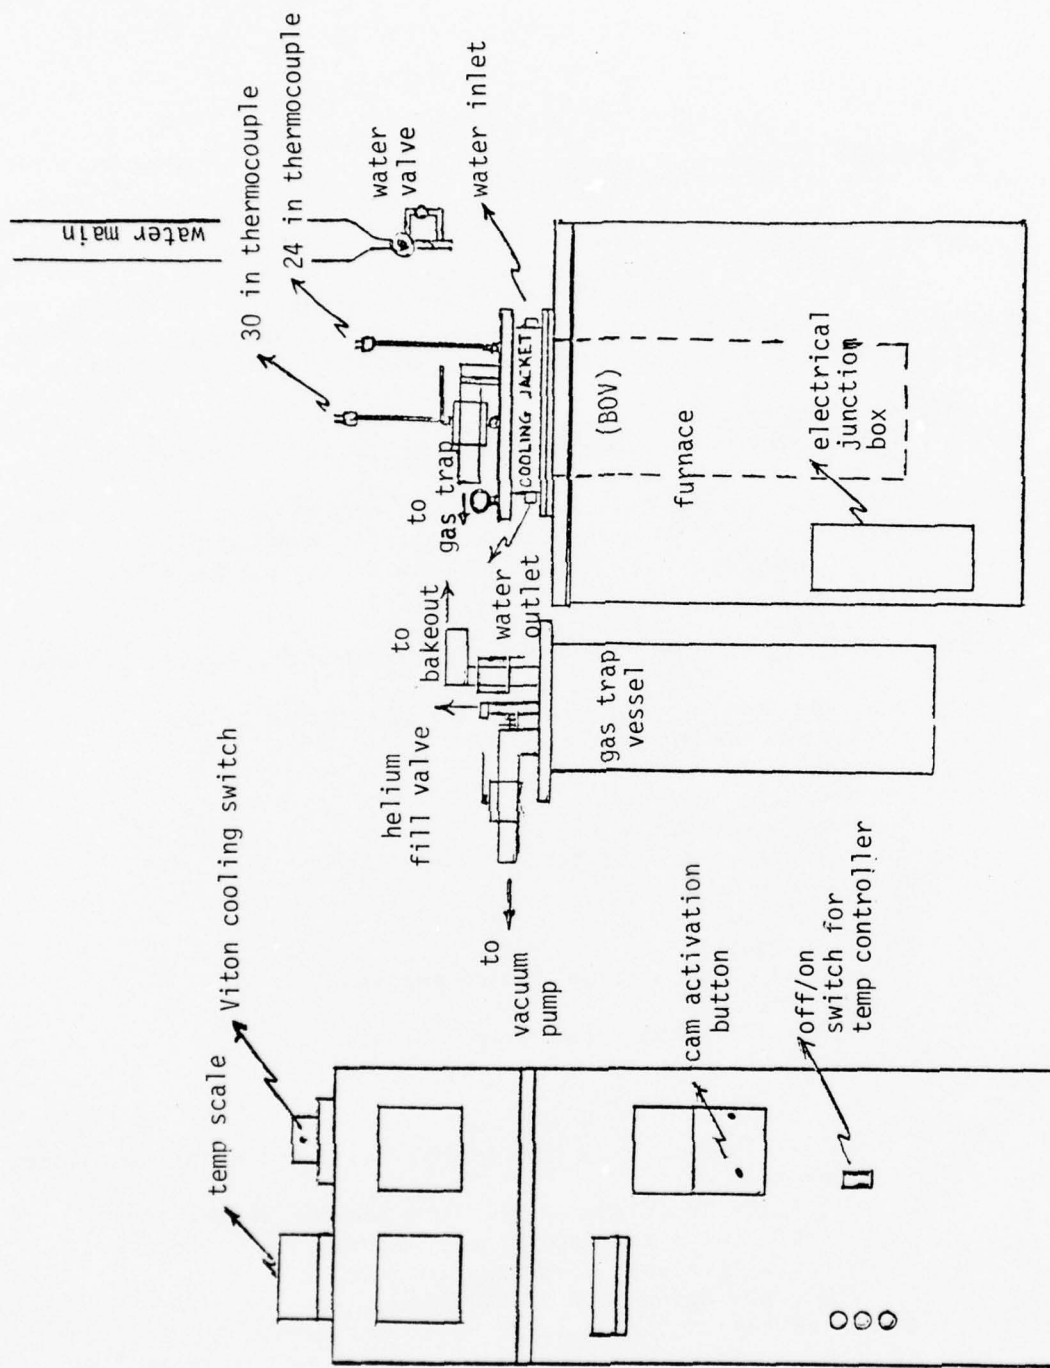 temp scale
Viton cooling switch
helium
fill valve
to
bakeout
to
gas trap
30 in thermocouple
24 in thermocouple
water main
water
valve
water inlet
COOLING JACKET
water
outlet
to
vacuum
pump
(BOV)
furnace
gas trap
vessel
electrical
junction
box
cam activation
button
off/on
switch for
temp controller